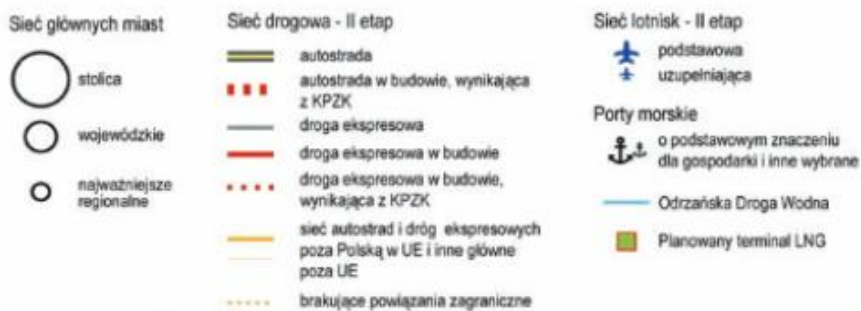 Sieć głównych miast
stolica
wojewódzkie
najważniejsze
regionalne
Sieć drogowa - II etap
autostrada
autostrada w budowie, wynikająca
z KPZK
droga ekspresowa
droga ekspresowa w budowie
droga ekspresowa w budowie,
wynikająca z KPZK
sieć autostrad i dróg ekspresowych
poza Polską w UE i inne główne
poza UE
brakujące powiązania zagraniczne
Sieć lotnisk - II etap
podstawowa
uzupełniająca
Porty morskie
o podstawowym znaczeniu
dla gospodarki i inne wybrane
Odrzańska Droga Wodna
Planowany terminal LNG